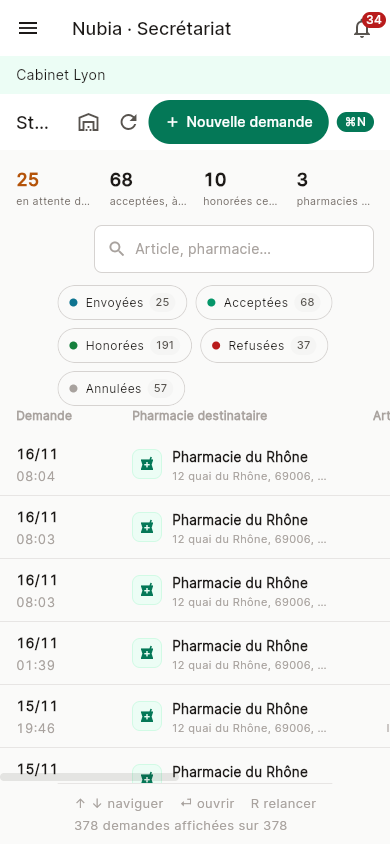 Nubia · Secrétariat
34
Cabinet Lyon
St...
+ Nouvelle demande
⌘N
25 68 10 3
en attente d... acceptées, à... honorées ce... pharmacies ...
Article, pharmacie...
Envoyées 25 Acceptées 68
Honorées 191 Refusées 37
Annulées 57
Demande Pharmacie destinataire Art
16/11 Pharmacie du Rhône
08:04 12 quai du Rhône, 69006, ...
16/11 Pharmacie du Rhône
08:03 12 quai du Rhône, 69006, ...
16/11 Pharmacie du Rhône
08:03 12 quai du Rhône, 69006, ...
16/11 Pharmacie du Rhône
01:39 12 quai du Rhône, 69006, ...
15/11 Pharmacie du Rhône
19:46 12 quai du Rhône, 69006, ...
15/11 Pharmacie du Rhône
↑ ↓ naviguer ↵ ouvrir R relancer
378 demandes affichées sur 378